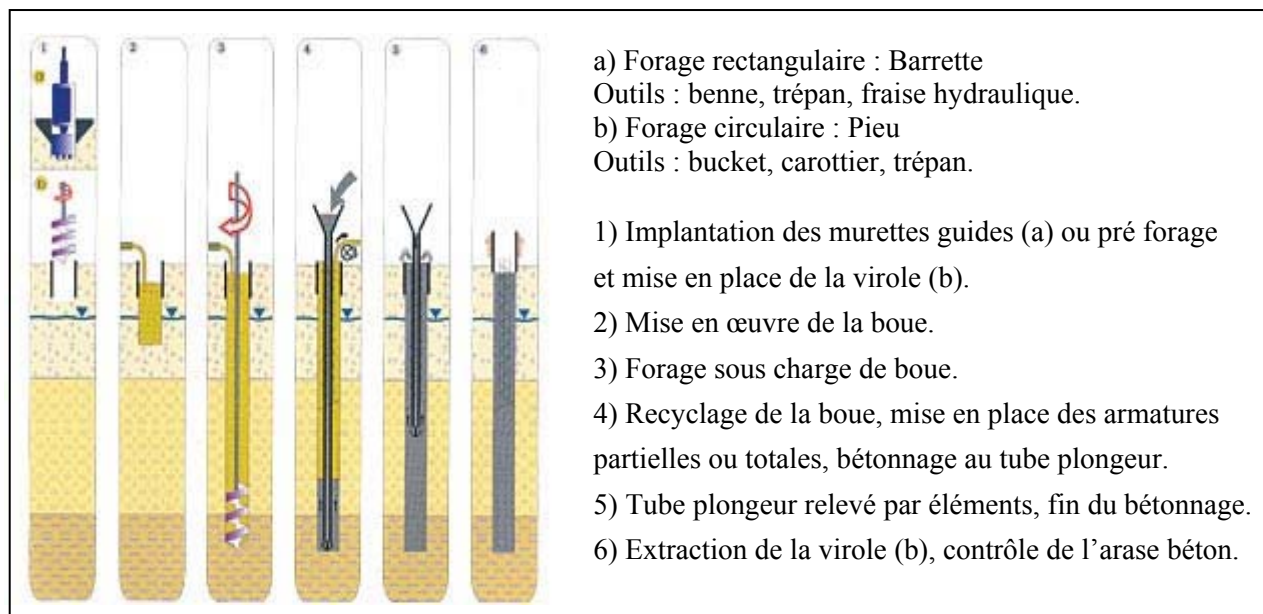 1
2
3
4
5
6
a) Forage rectangulaire : Barrette
Outils : benne, trépan, fraise hydraulique.
b) Forage circulaire : Pieu
Outils : bucket, carottier, trépan.
1) Implantation des murettes guides (a) ou pré forage
et mise en place de la virole (b).
2) Mise en œuvre de la boue.
3) Forage sous charge de boue.
4) Recyclage de la boue, mise en place des armatures
partielles ou totales, bétonnage au tube plongeur.
5) Tube plongeur relevé par éléments, fin du bétonnage.
6) Extraction de la virole (b), contrôle de l’arase béton.